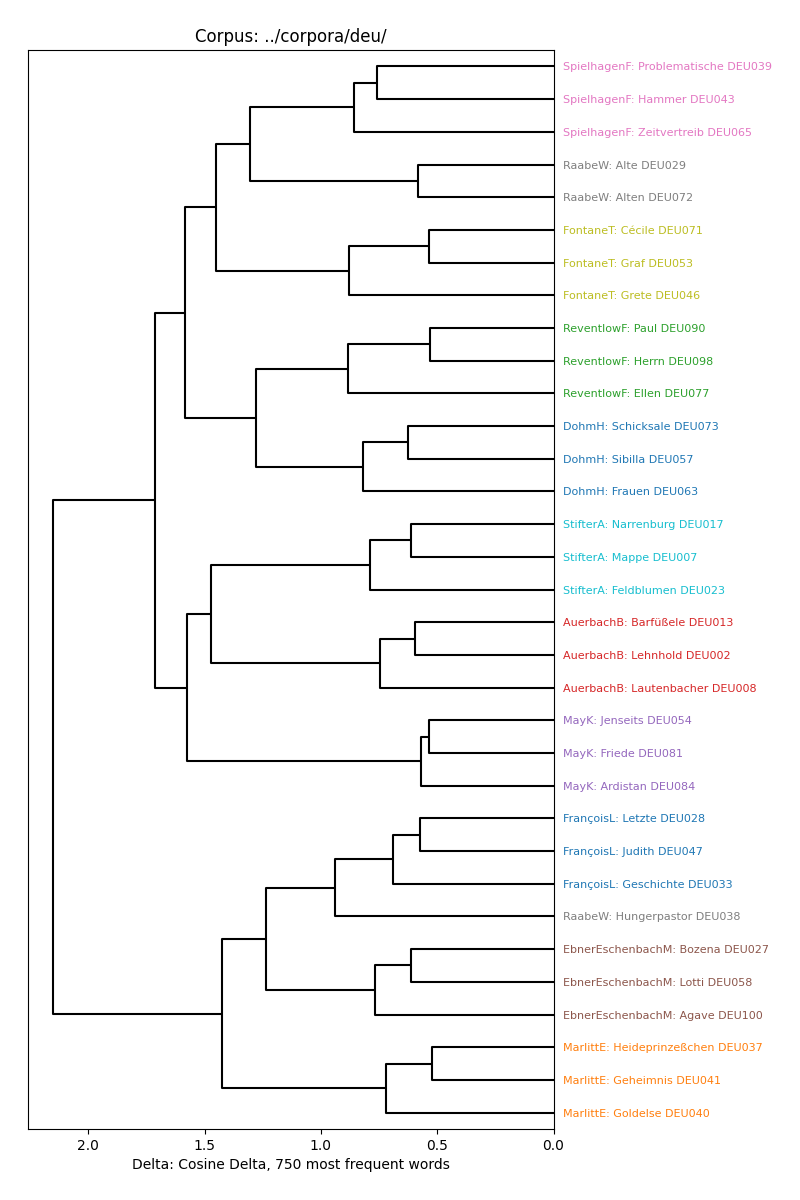 Corpus: ../corpora/deu/
SpielhagenF: Problematische DEU039
SpielhagenF: Hammer DEU043
SpielhagenF: Zeitvertreib DEU065
RaabeW: Alte DEU029
RaabeW: Alten DEU072
FontaneT: Cécile DEU071
FontaneT: Graf DEU053
FontaneT: Grete DEU046
ReventlowF: Paul DEU090
ReventlowF: Herrn DEU098
ReventlowF: Ellen DEU077
DohmH: Schicksale DEU073
DohmH: Sibilla DEU057
DohmH: Frauen DEU063
StifterA: Narrenburg DEU017
StifterA: Mappe DEU007
StifterA: Feldblumen DEU023
AuerbachB: Barfüßele DEU013
AuerbachB: Lehnhold DEU002
AuerbachB: Lautenbacher DEU008
MayK: Jenseits DEU054
MayK: Friede DEU081
MayK: Ardistan DEU084
FrançoisL: Letzte DEU028
FrançoisL: Judith DEU047
FrançoisL: Geschichte DEU033
RaabeW: Hungerpastor DEU038
EbnerEschenbachM: Bozena DEU027
EbnerEschenbachM: Lotti DEU058
EbnerEschenbachM: Agave DEU100
MarlittE: Heideprinzeßchen DEU037
MarlittE: Geheimnis DEU041
MarlittE: Goldelse DEU040
2.0 1.5 1.0 0.5 0.0
Delta: Cosine Delta, 750 most frequent words